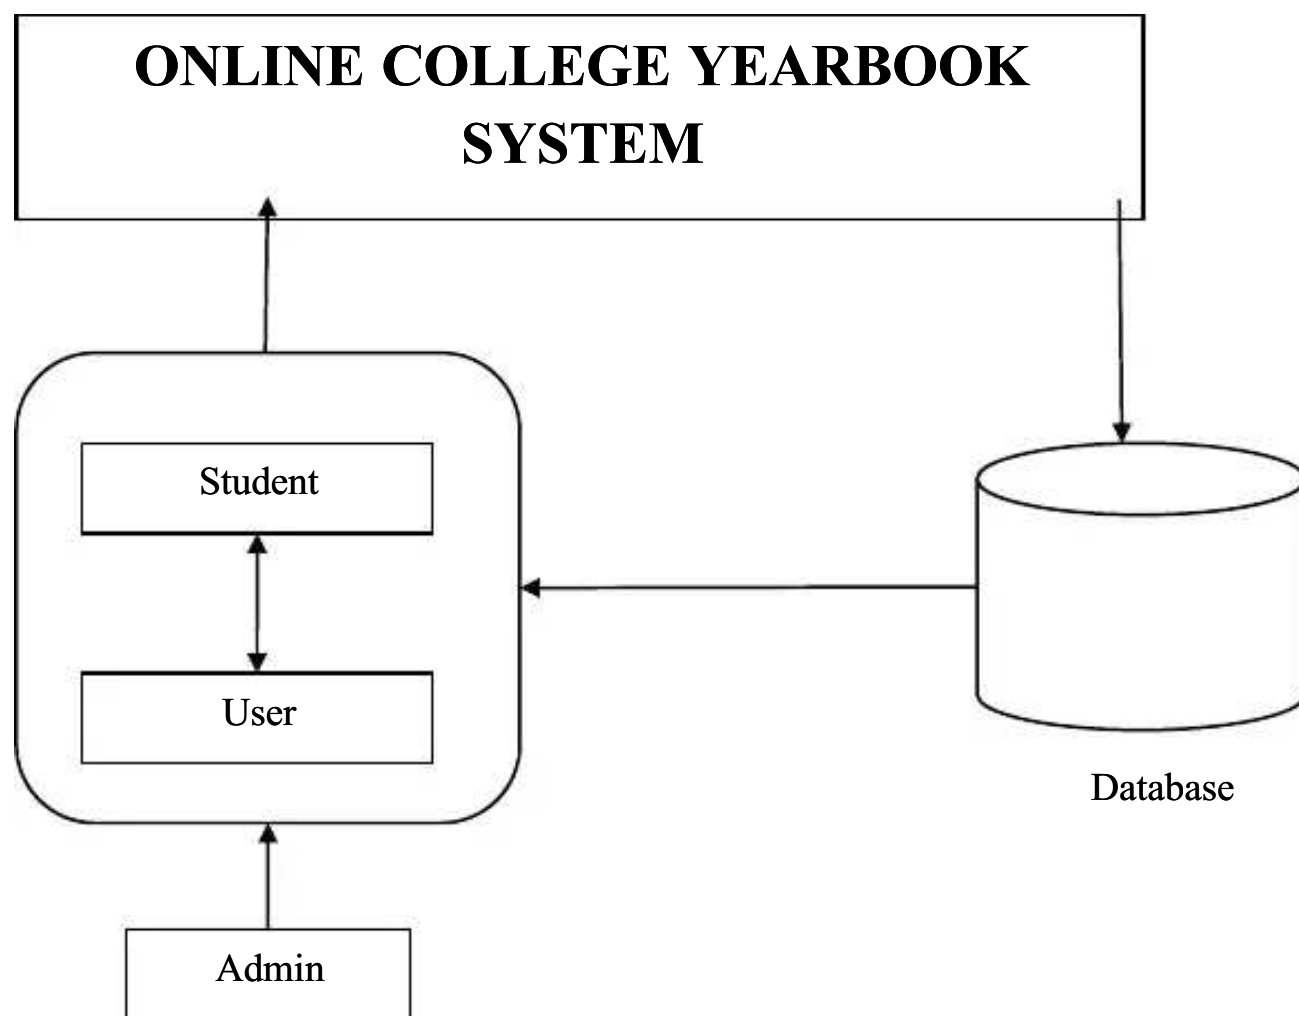 ONLINE COLLEGE YEARBOOK
SYSTEM
Student
User
Database
Admin